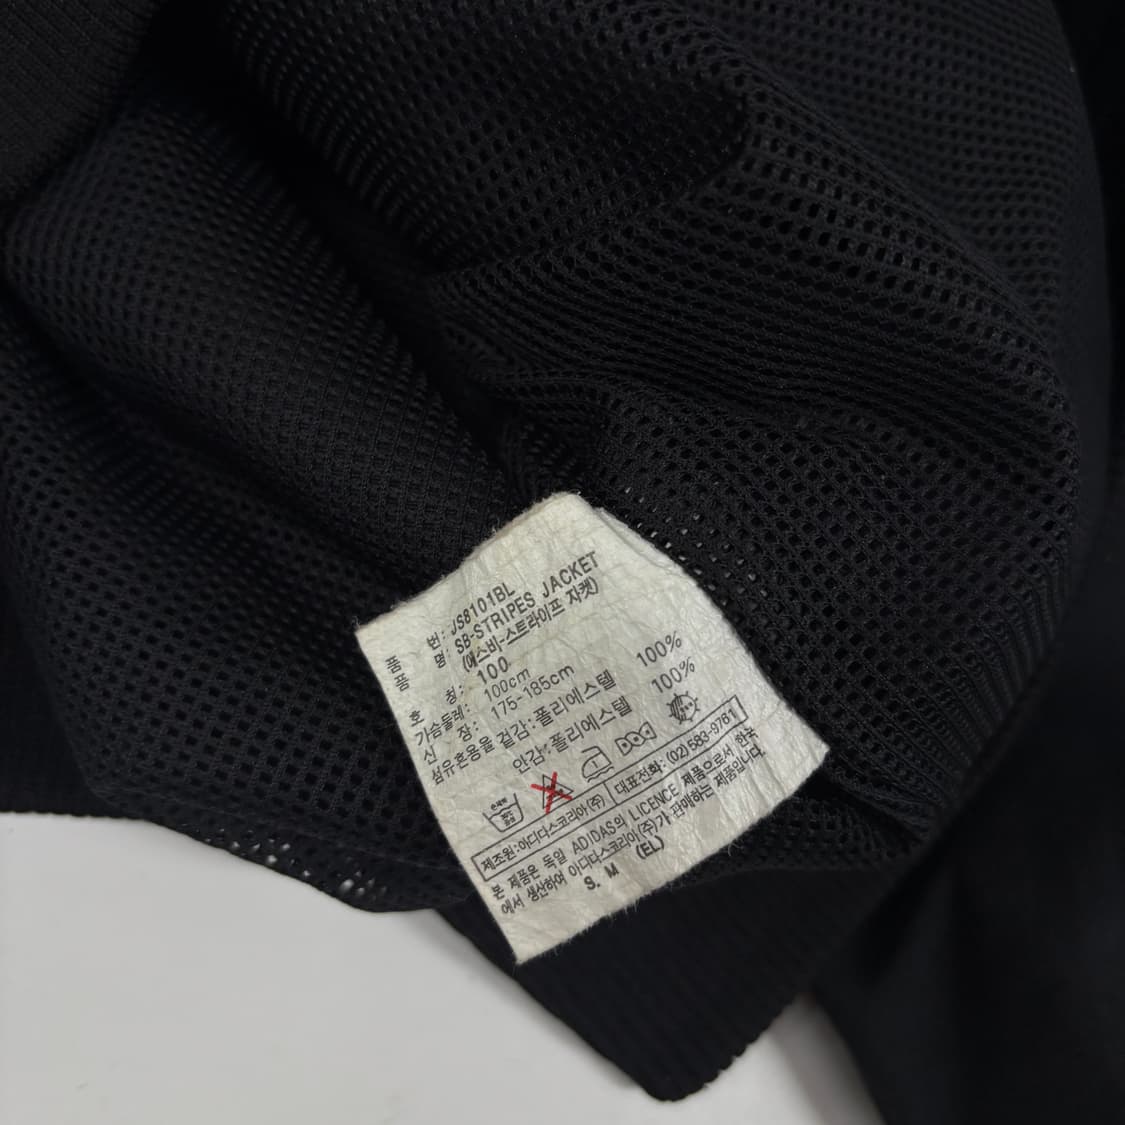 품 번: JS8101BL
품 명: SB-STRIPES JACKET
(에스비-스트라이프 자켓)
호 칭: 100
가슴둘레: 100cm
신 장: 175-185cm
섬유혼용율 겉감: 폴리에스텔 100%
안감: 폴리에스텔 100%
제조원:아디다스코리아(주) 대표전화: (02)583-9761
본 제품은 독일 ADIDAS의 LICENCE 제품으로서 한국
에서 생산하여 아디다스코리아(주)가 판매하는 제품입니다.
S. M (EL)